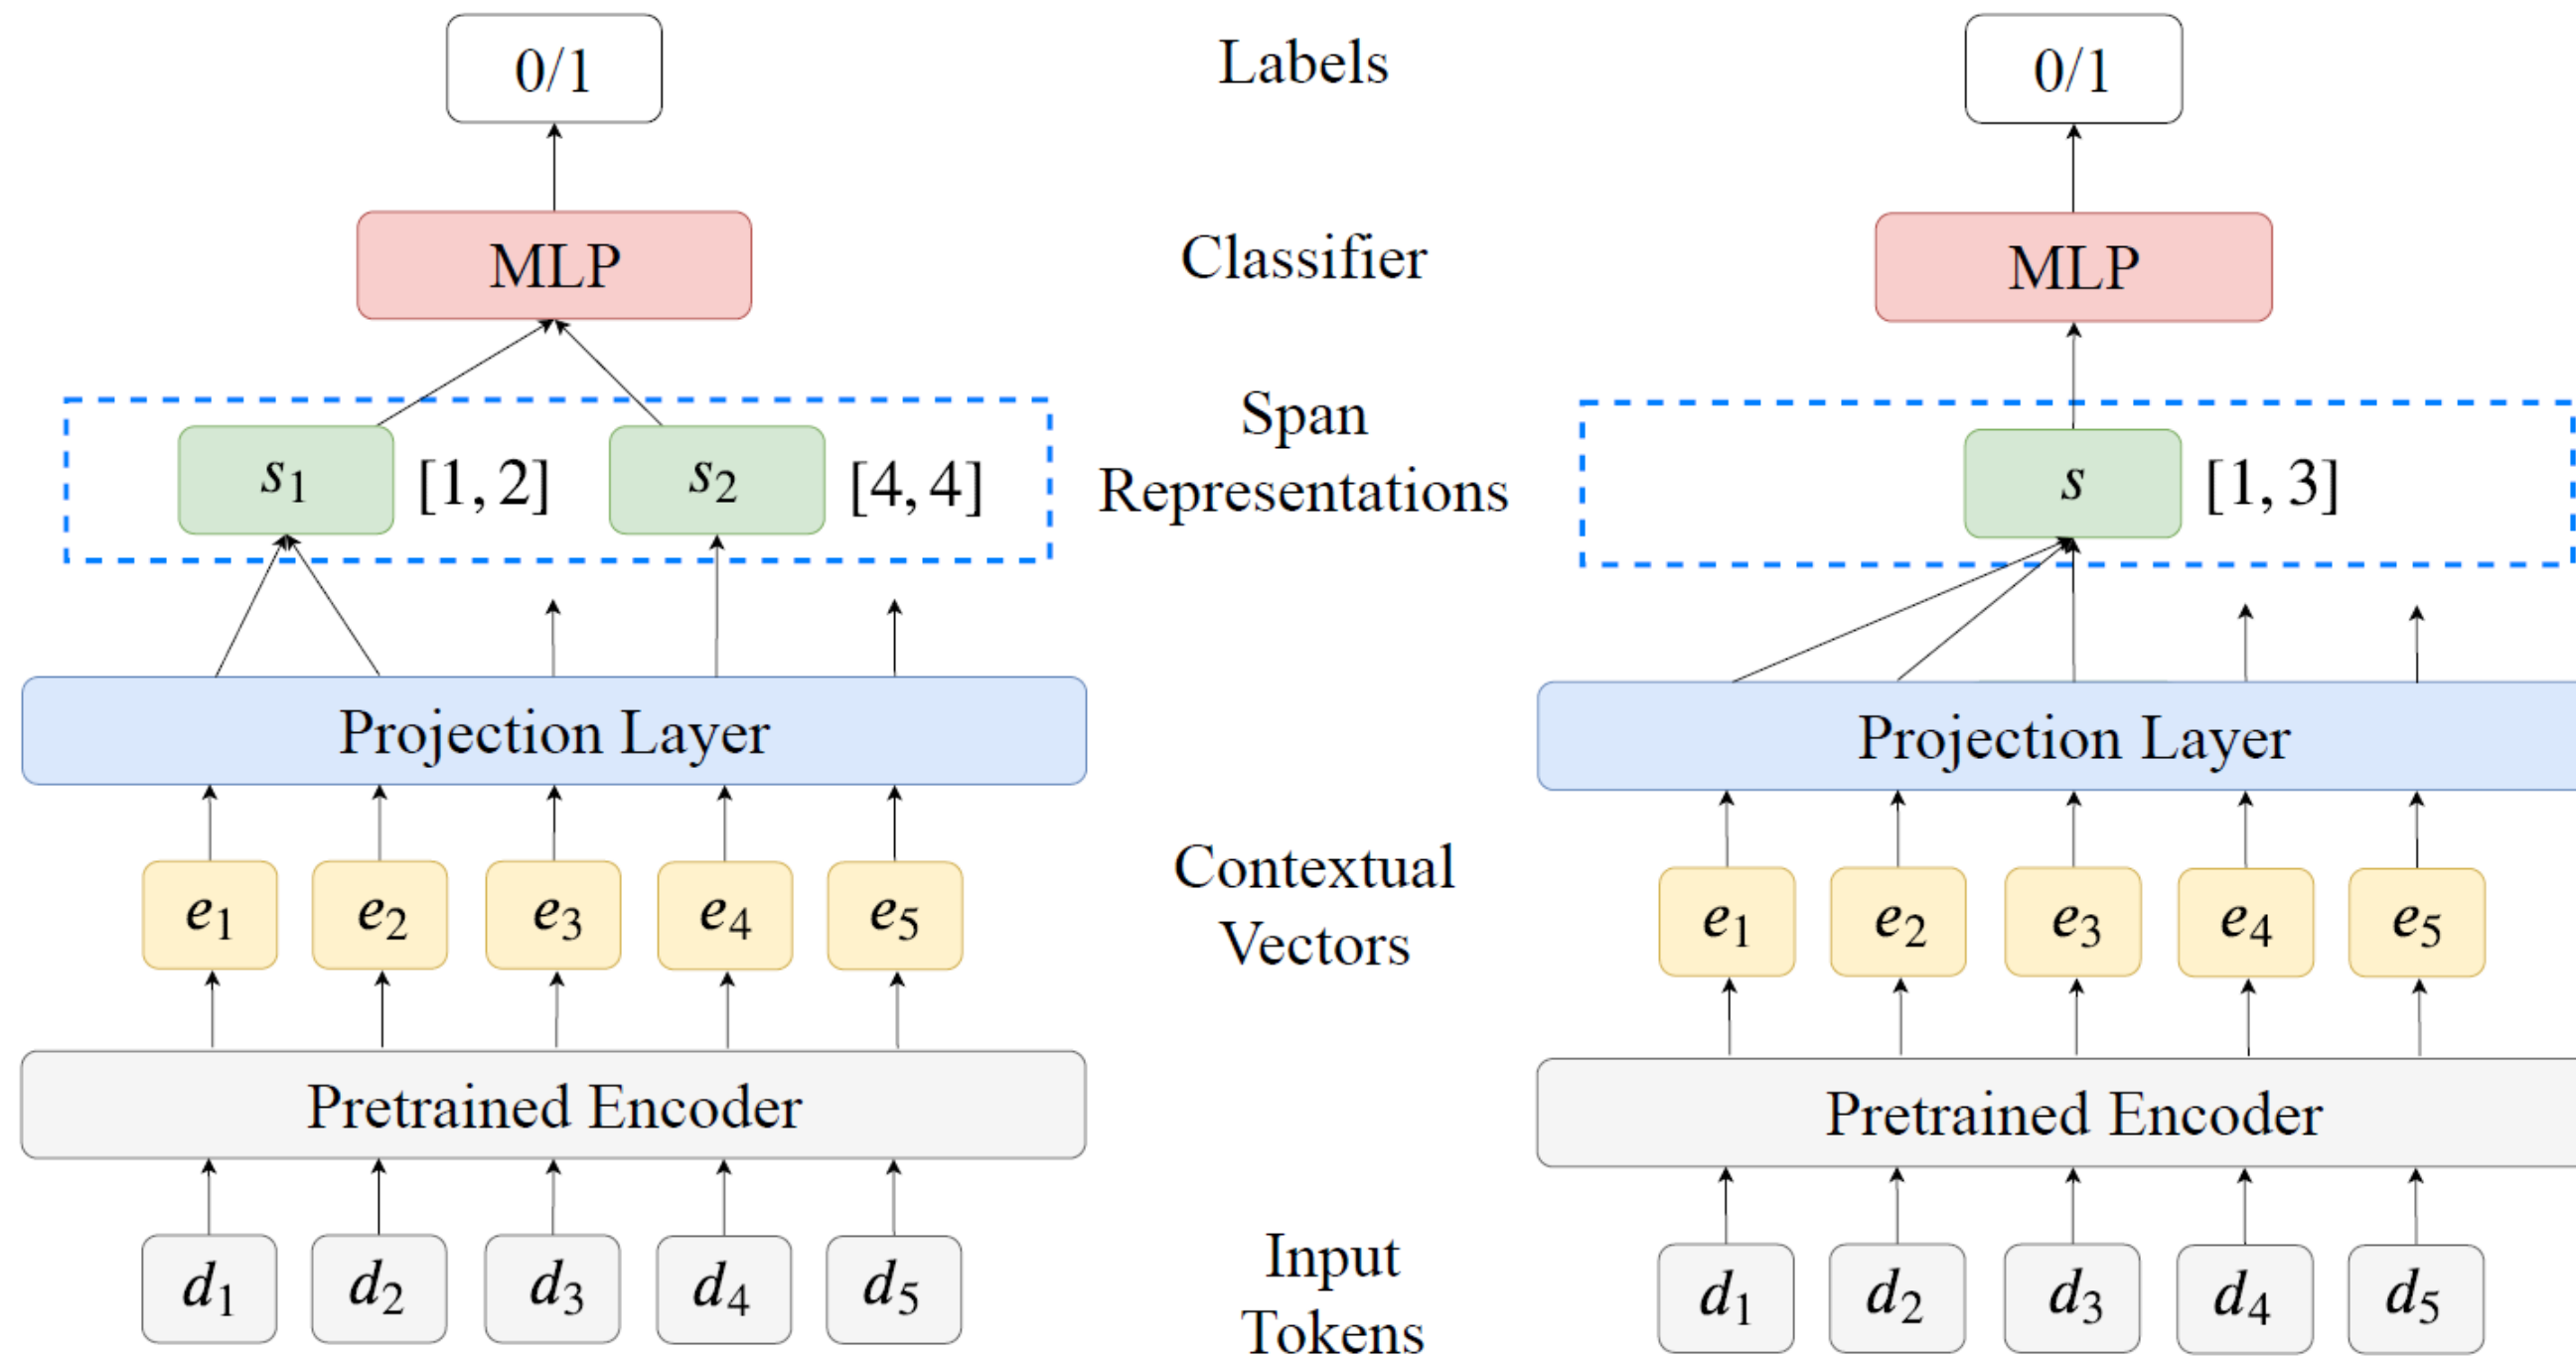 0/1
Labels
0/1
MLP
Classifier
MLP
s1 [1, 2] s2 [4, 4]
Span
Representations
s [1, 3]
Projection Layer
Projection Layer
e1 e2 e3 e4 e5
Contextual
Vectors
e1 e2 e3 e4 e5
Pretrained Encoder
Pretrained Encoder
d1 d2 d3 d4 d5
Input
Tokens
d1 d2 d3 d4 d5